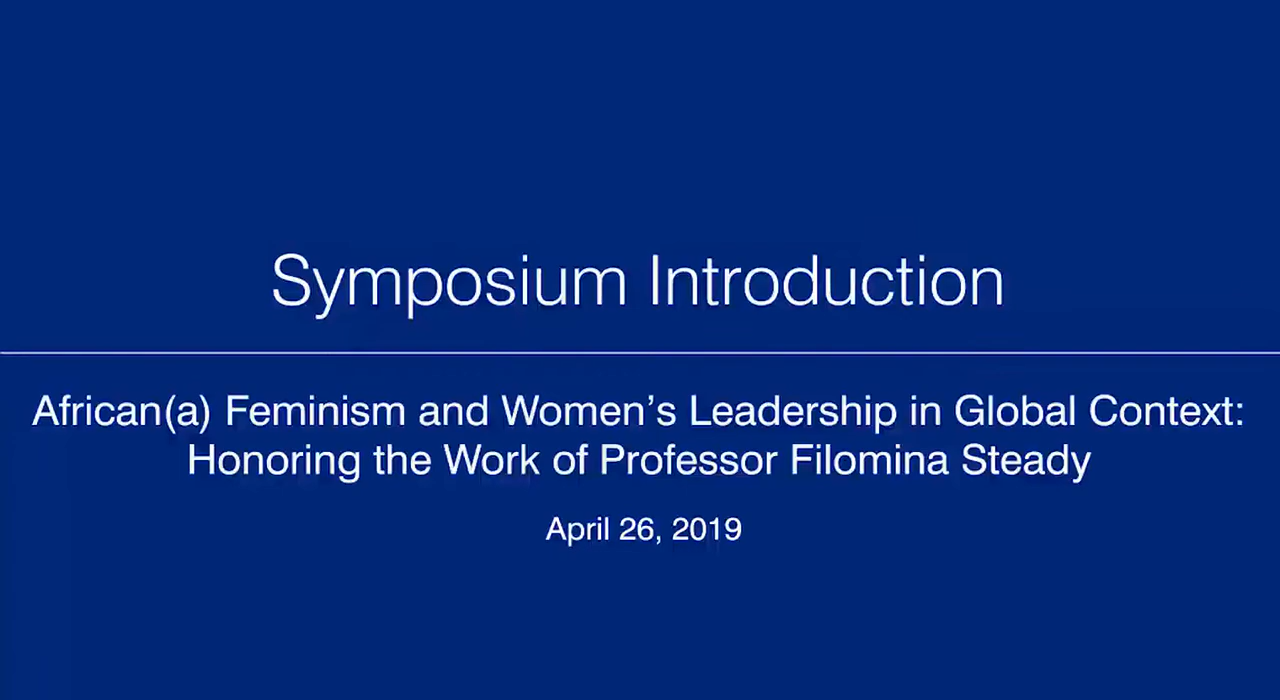 Symposium Introduction
African(a) Feminism and Women’s Leadership in Global Context:
Honoring the Work of Professor Filomina Steady
April 26, 2019